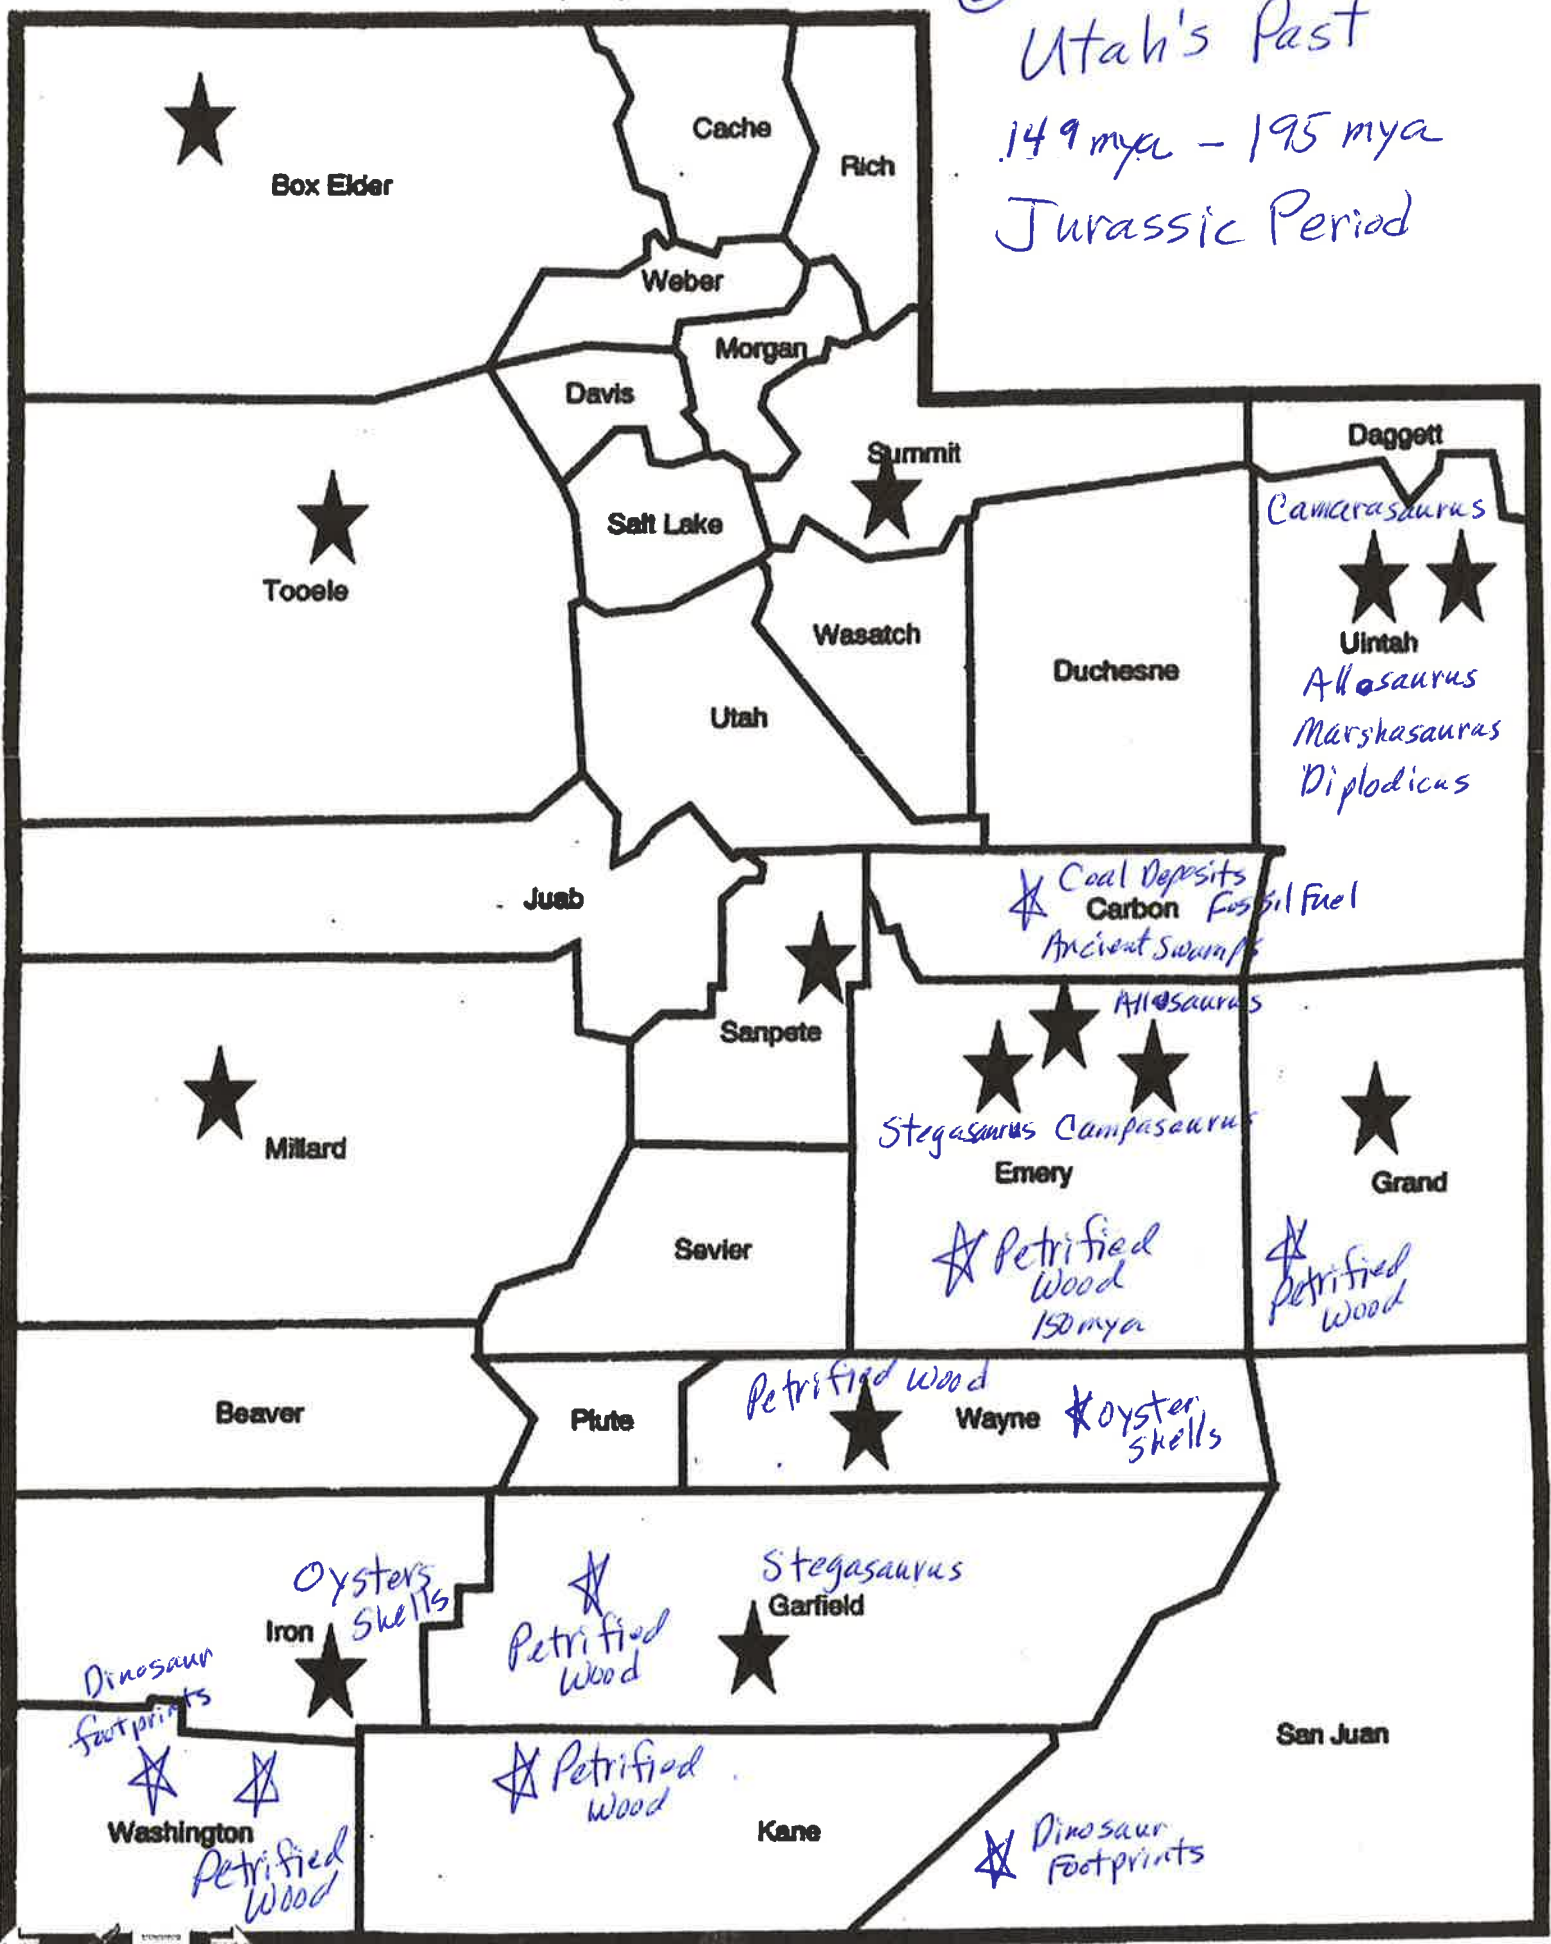 Utah's Past
149 mya - 195 mya
Jurassic Period
Cache
Rich
Box Elder
Weber
Morgan
Davis
Summit
Daggett
Salt Lake
Camarasaurus
Tooele
Wasatch
Uintah
Duchesne
Allosaurus
Utah
Marshasauras
Diplodicus
Coal Deposits
Juab
Carbon Fossil Fuel
Ancient Swamps
Allosaurus
Sanpete
Stegasaurus Campasaurus
Millard
Emery
Grand
Sevier
Petrified
Wood
150 mya
Petrified
Wood
Petrified Wood
Beaver
Piute
Wayne
Oyster
Shells
Oysters
Shells
Stegasaurus
Garfield
Iron
Petrified
Wood
Dinosaur
footprints
San Juan
Petrified
Wood
Washington
Kane
Petrified
Wood
Dinosaur
Footprints